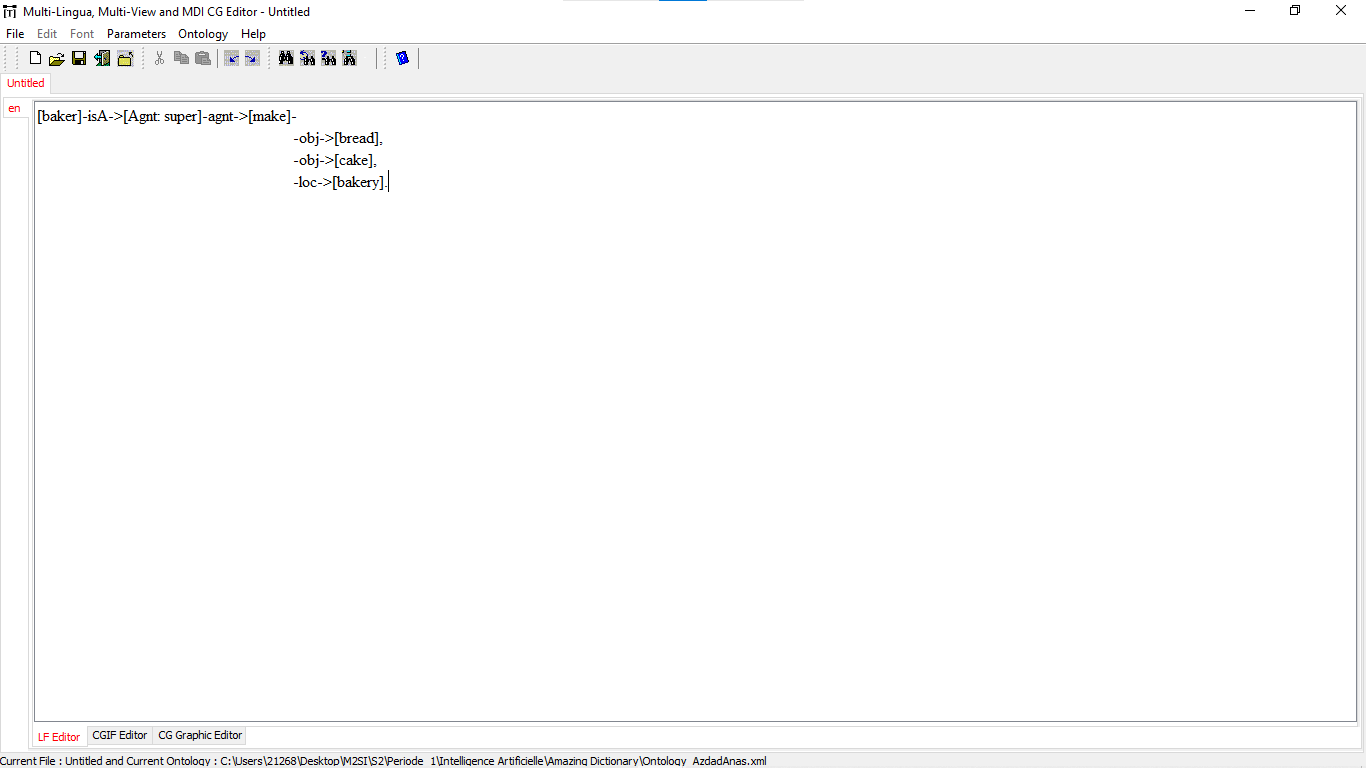 Multi-Lingua, Multi-View and MDI CG Editor - Untitled
File Edit Font Parameters Ontology Help
Untitled
en
[baker]-isA->[Agnt: super]-agnt->[make]-
-obj->[bread],
-obj->[cake],
-loc->[bakery].
LF Editor CGIF Editor CG Graphic Editor
Current File : Untitled and Current Ontology : C:\Users\21268\Desktop\M2SI\S2\Periode_1\Intelligence Artificielle\Amazing Dictionary\Ontology_AzdadAnas.xml